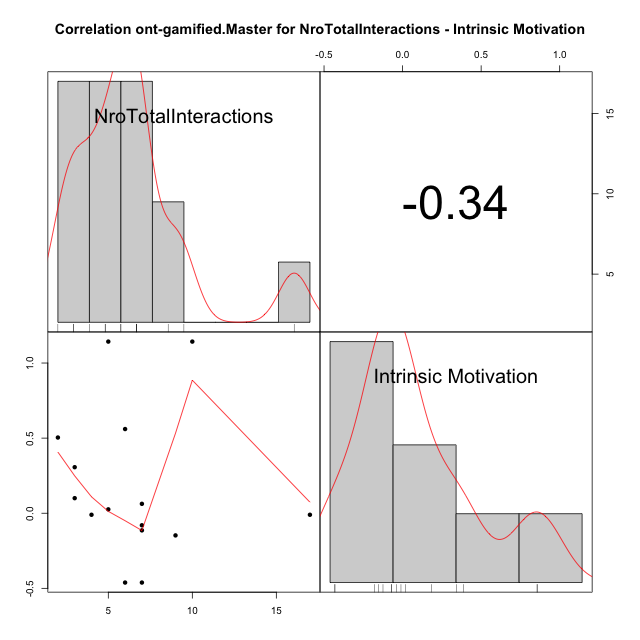 Correlation ont-gamified.Master for NroTotalInteractions - Intrinsic Motivation
-0.5 0.0 0.5 1.0
NroTotalInteractions
15
10
5
-0.34
1.0
0.5
0.0
-0.5
Intrinsic Motivation
5 10 15